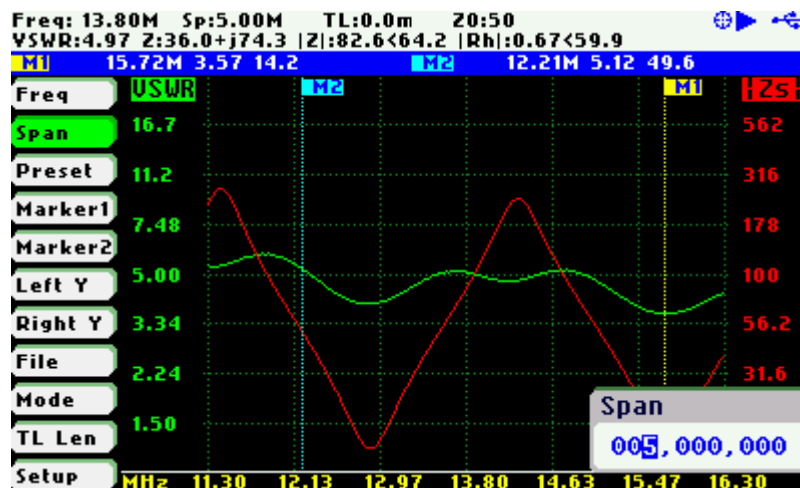 Freq: 13.80M Sp:5.00M TL:0.0m 20:50
VSWR:4.97 Z:36.0+j74.3 |Z|:82.6<64.2 |Rh|:0.67<59.9
M1 15.72M 3.57 14.2 M2 12.21M 5.12 49.6
Freq
Span
Preset
Marker1
Marker2
Left Y
Right Y
File
Mode
TL Len
Setup
VSWR
16.7
11.2
7.48
5.00
3.34
2.24
1.50
M2
M1
|Zs|
562
316
178
100
56.2
31.6
Span
005,000,000
MHz 11.30 12.13 12.97 13.80 14.63 15.47 16.30